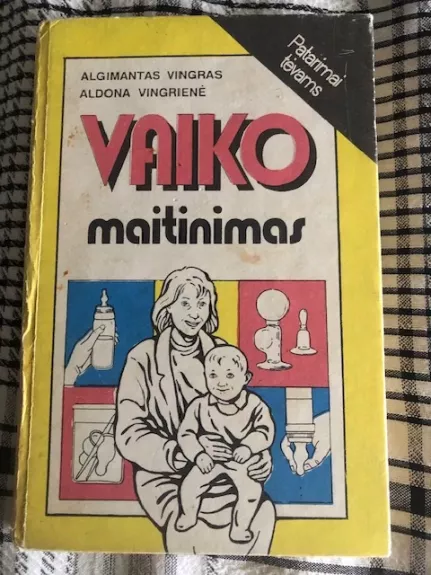 Patarimai
tėvams
ALGIMANTAS VINGRAS
ALDONA VINGRIENĖ
VAIKO
maitinimas